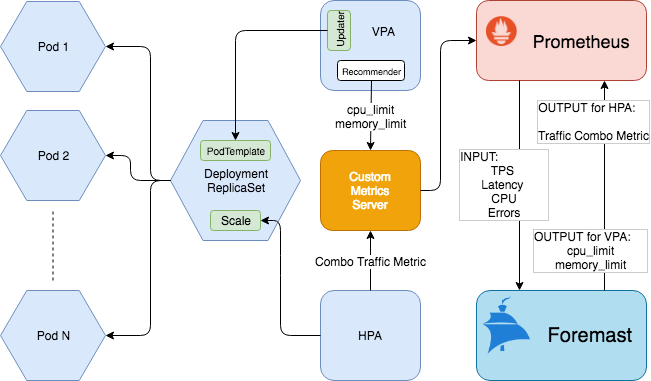 Pod 1
Pod 2
Pod N
PodTemplate
Deployment
ReplicaSet
Scale
Updater
VPA
Recommender
cpu_limit
memory_limit
Custom
Metrics
Server
Combo Traffic Metric
HPA
Prometheus
INPUT:
TPS
Latency
CPU
Errors
OUTPUT for HPA:
Traffic Combo Metric
OUTPUT for VPA:
cpu_limit
memory_limit
Foremast